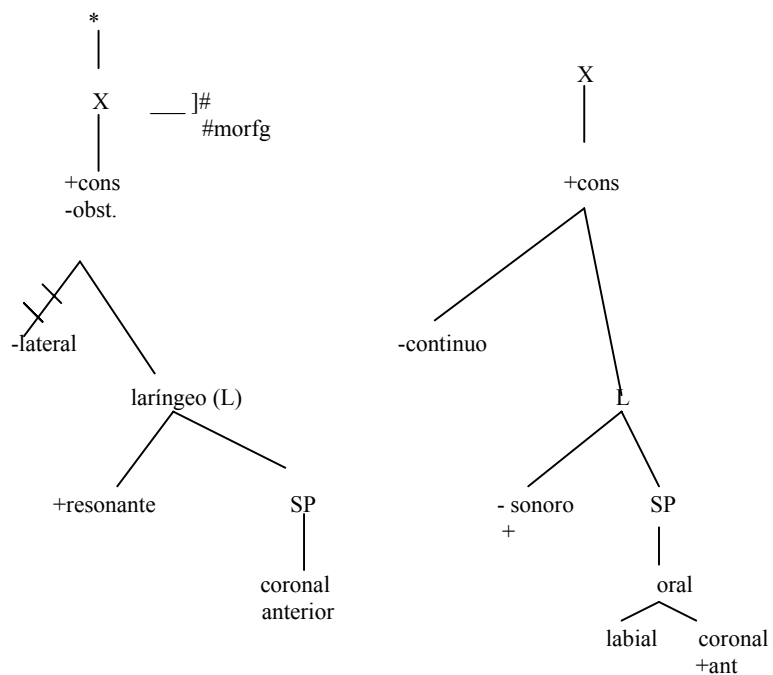 *
X ___ ]#
#morfg
+cons
-obst.
-lateral
laríngeo (L)
+resonante SP
coronal
anterior
X
+cons
-continuo
L
- sonoro SP
+
oral
labial coronal
+ant